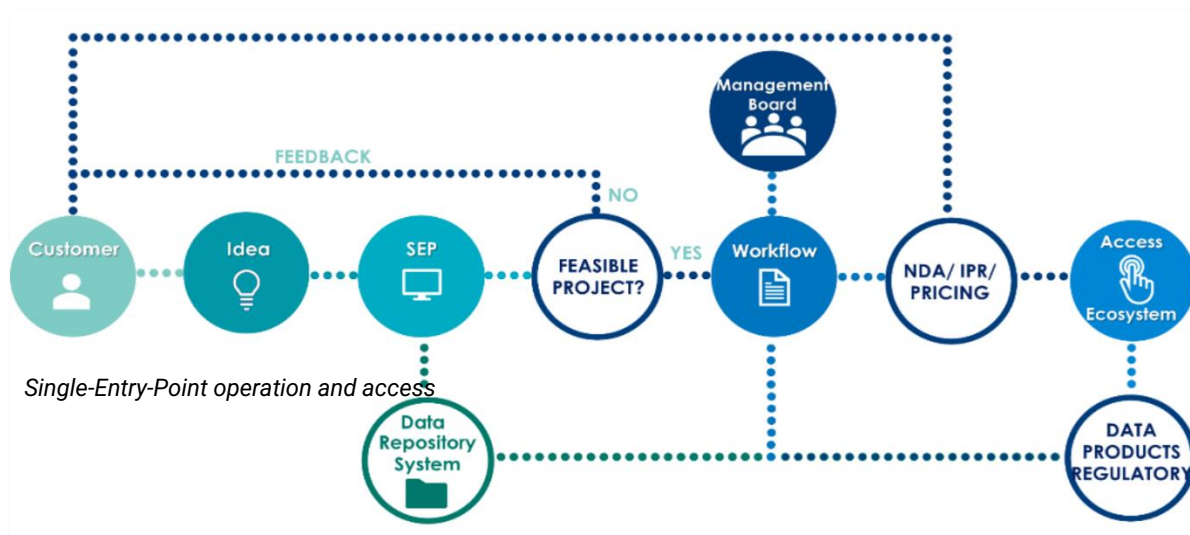 Management
Board
FEEDBACK
NO
Customer
Idea
SEP
FEASIBLE
PROJECT?
YES
Workflow
NDA/ IPR/
PRICING
Access
Ecosystem
Single-Entry-Point operation and access
Data
Repository
System
DATA
PRODUCTS
REGULATORY